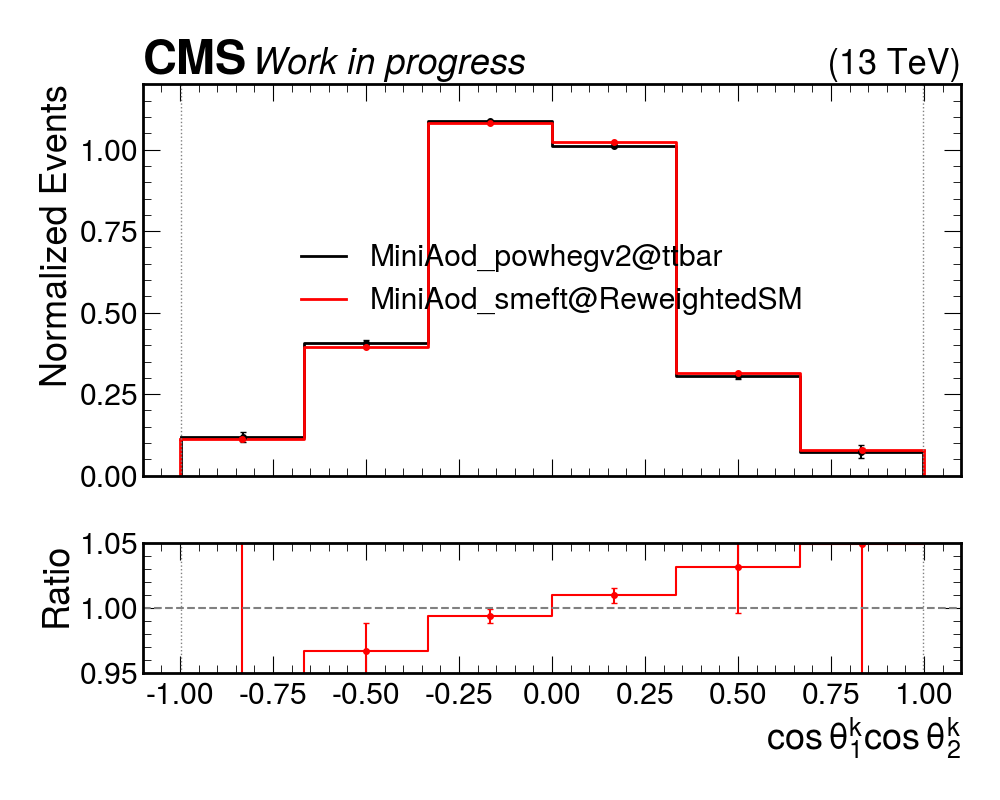 CMS Work in progress (13 TeV)
Normalized Events
1.00
0.75
0.50
0.25
0.00
MiniAod_powhegv2@ttbar
MiniAod_smeft@ReweightedSM
Ratio
1.05
1.00
0.95
-1.00 -0.75 -0.50 -0.25 0.00 0.25 0.50 0.75 1.00
cos θ₁ᵏcos θ₂ᵏ